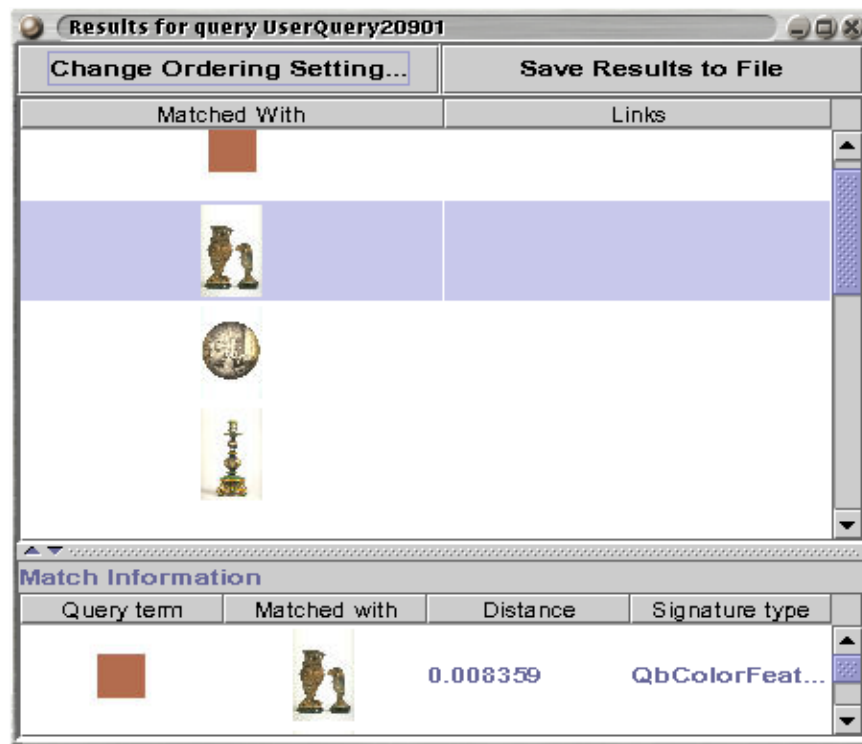 Results for query UserQuery20901
Change Ordering Setting... Save Results to File
Matched With Links
Match Information
Query term Matched with Distance Signature type
0.008359 QbColorFeat...